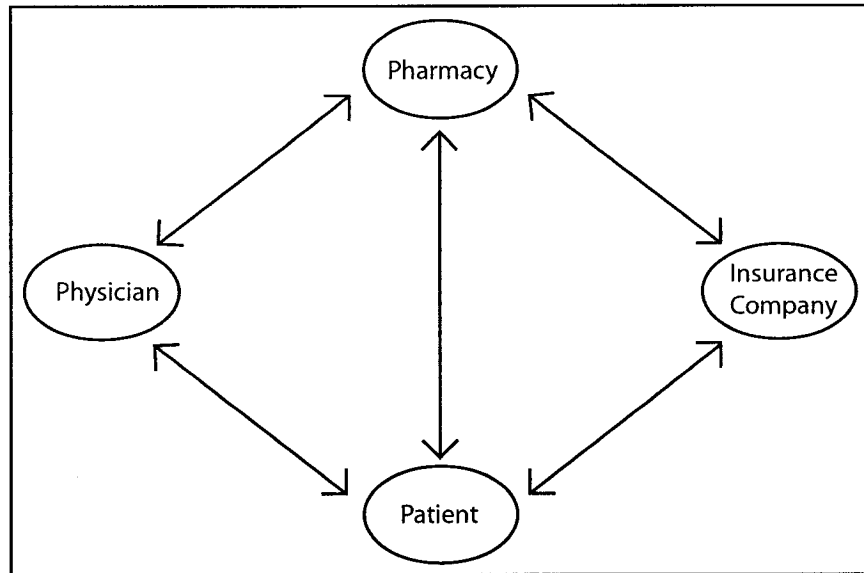 Pharmacy
Physician
Insurance
Company
Patient